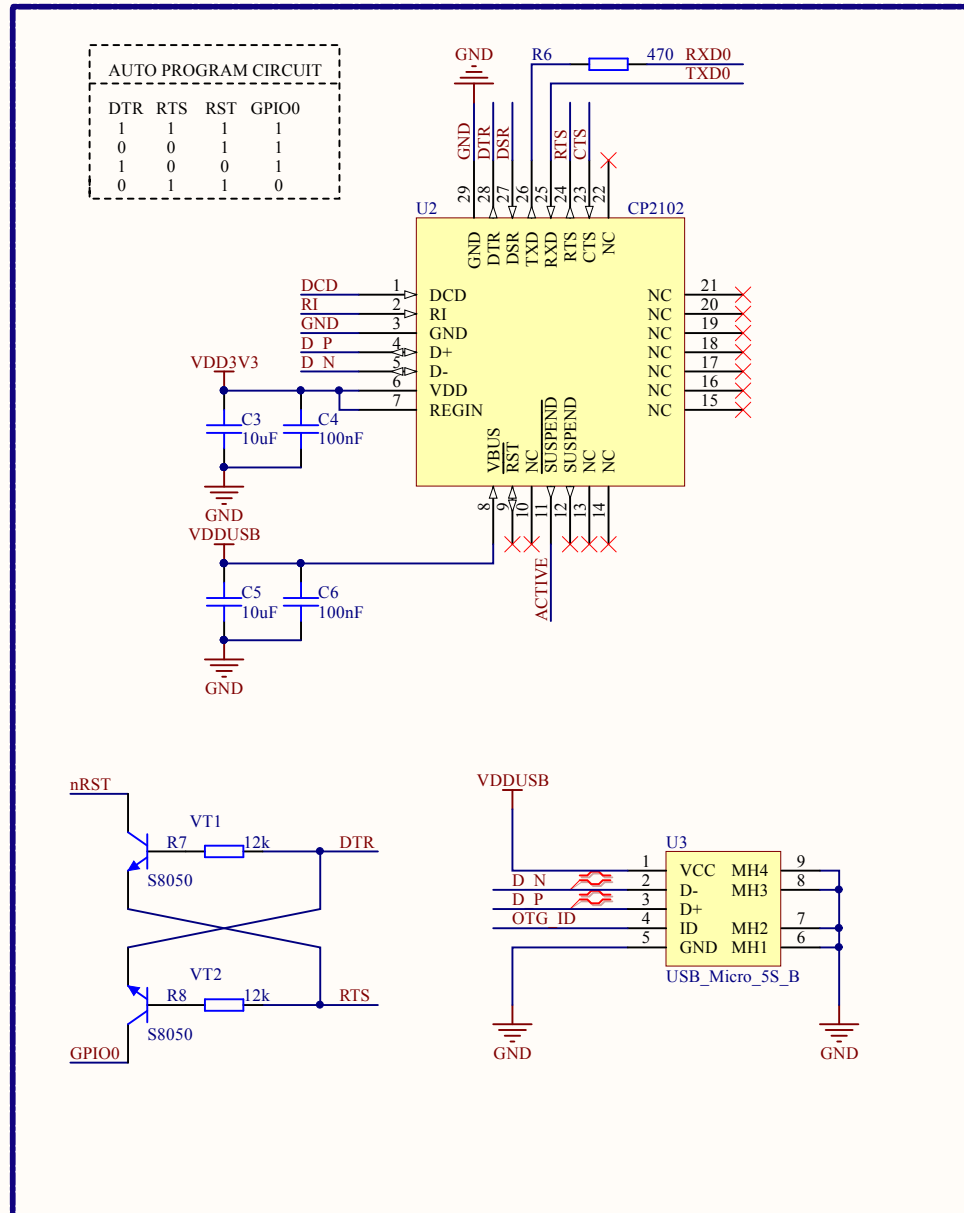 AUTO PROGRAM CIRCUIT
DTR RTS RST GPIO0
1 1 1 1
0 0 1 1
1 0 0 1
0 1 1 0
GND
R6 470 RXD0
TXD0
GND DTR DSR RTS CTS
29 28 27 26 25 24 23 22
U2 CP2102
GND DTR DSR TXD RXD RTS CTS NC
DCD 1 DCD NC 21
RI 2 RI NC 20
GND 3 GND NC 19
D_P 4 D+ NC 18
D_N 5 D- NC 17
VDD3V3 6 VDD NC 16
7 REGIN NC 15
C3 10uF
C4 100nF
GND
VBUS RST NC SUSPEND SUSPEND NC NC
8 9 10 11 12 13 14
ACTIVE
VDDUSB
C5 10uF
C6 100nF
GND
nRST
VT1
R7 12k DTR
S8050
VT2
R8 12k RTS
S8050
GPIO0
VDDUSB
U3
1 VCC MH4 9
D_N 2 D- MH3 8
D_P 3 D+
OTG_ID 4 ID MH2 7
5 GND MH1 6
USB_Micro_5S_B
GND
GND